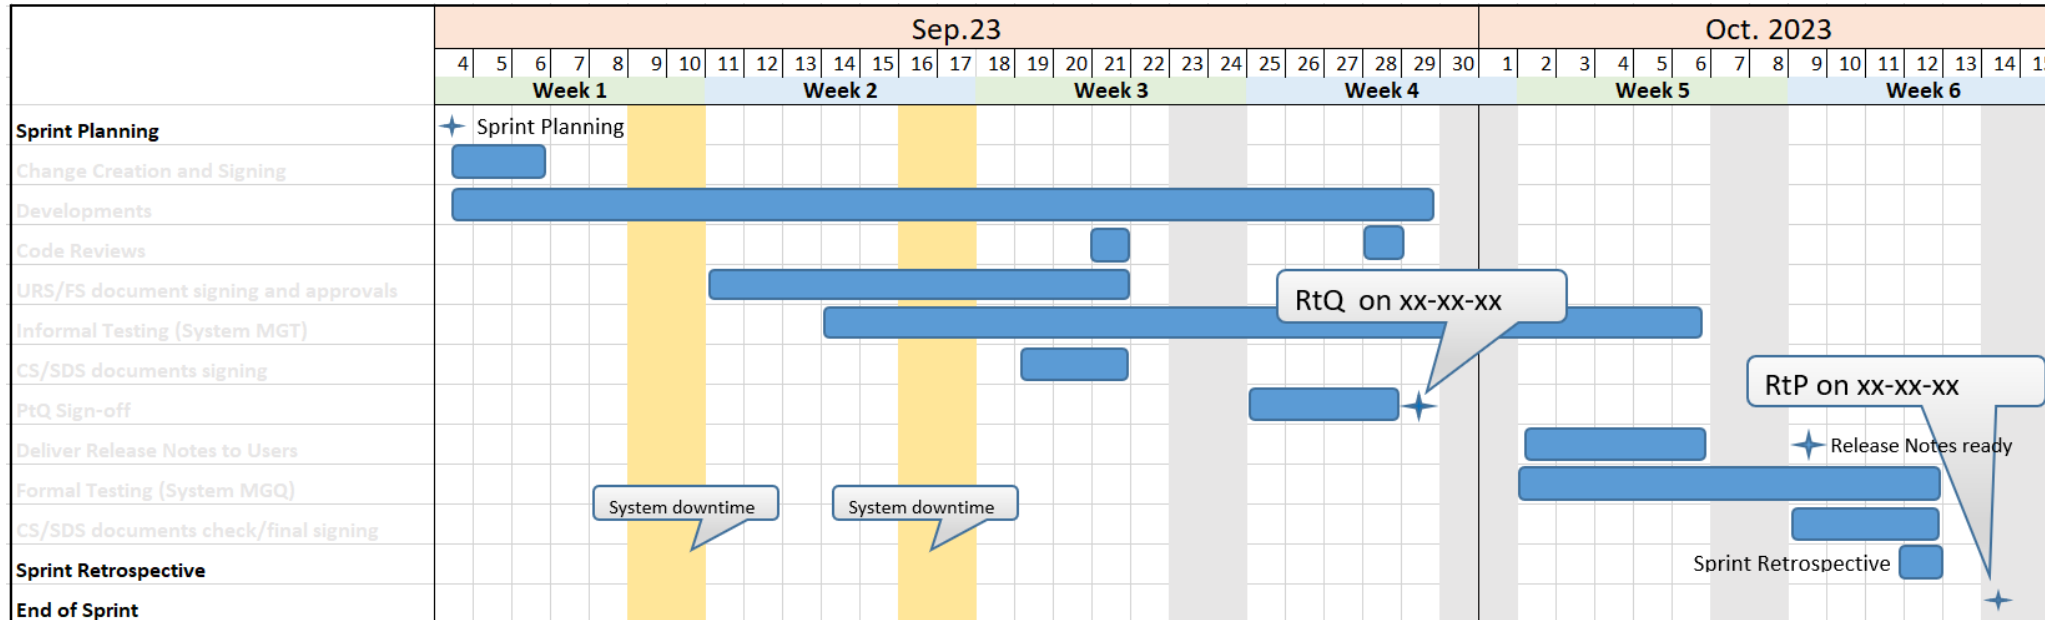 Sep.23 Oct. 2023
4 5 6 7 8 9 10 11 12 13 14 15 16 17 18 19 20 21 22 23 24 25 26 27 28 29 30 1 2 3 4 5 6 7 8 9 10 11 12 13 14 15
Week 1 Week 2 Week 3 Week 4 Week 5 Week 6
Sprint Planning Sprint Planning
Change Creation and Signing
Developments
Code Reviews
URS/FS document signing and approvals
RtQ on xx-xx-xx
Informal Testing (System MGT)
CS/SDS documents signing
RtP on xx-xx-xx
PtQ Sign-off
Deliver Release Notes to Users Release Notes ready
Formal Testing (System MGQ)
System downtime System downtime
CS/SDS documents check/final signing
Sprint Retrospective Sprint Retrospective
End of Sprint